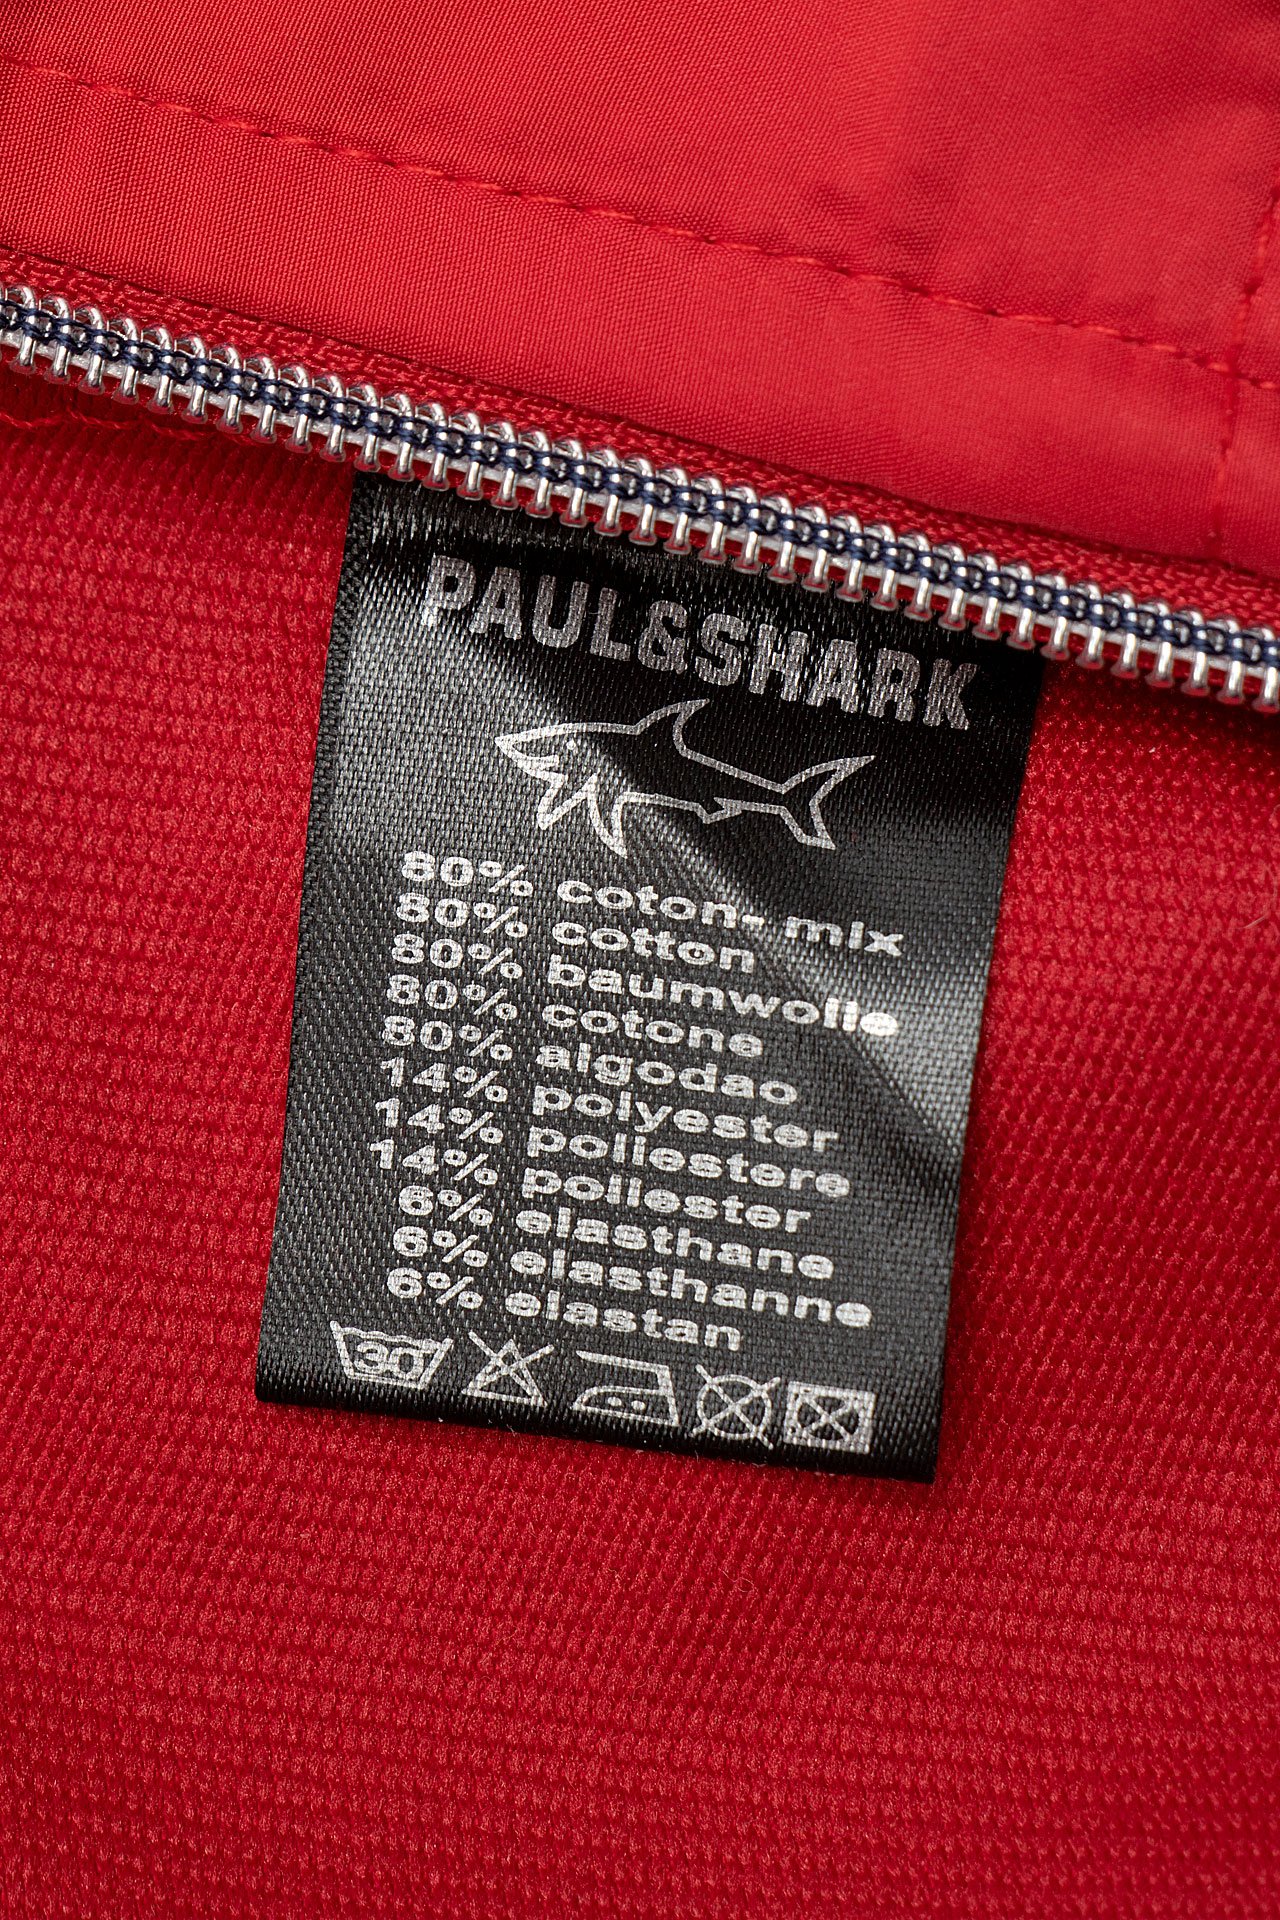 PAUL&SHARK
80% coton- mix
80% cotton
80% baumwolle
80% cotone
80% algodao
14% polyester
14% poliestere
14% poliester
6% elasthane
6% elasthanne
6% elastan
30